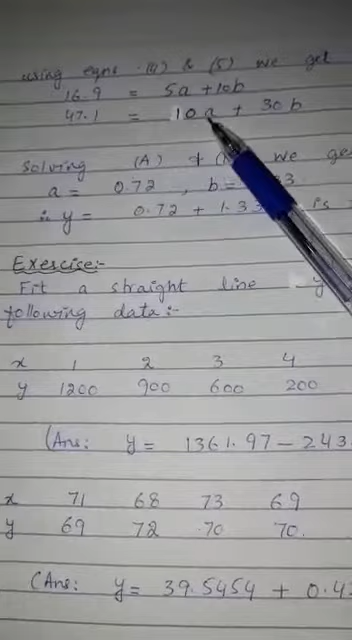 using eqns (4) & (5) we get
16.9 = 5a + 10b
47.1 = 10a + 30b
Solving (A) & we ge
a = 0.72 , b =
∴ y = 0.72 + 1.33 is
Exercise:-
Fit a straight line y
following data:-
x 1 2 3 4
y 1200 900 600 200
(Ans: y = 1361.97 - 243.
x 71 68 73 69
y 69 72 70 70.
(Ans: y = 39.5454 + 0.4